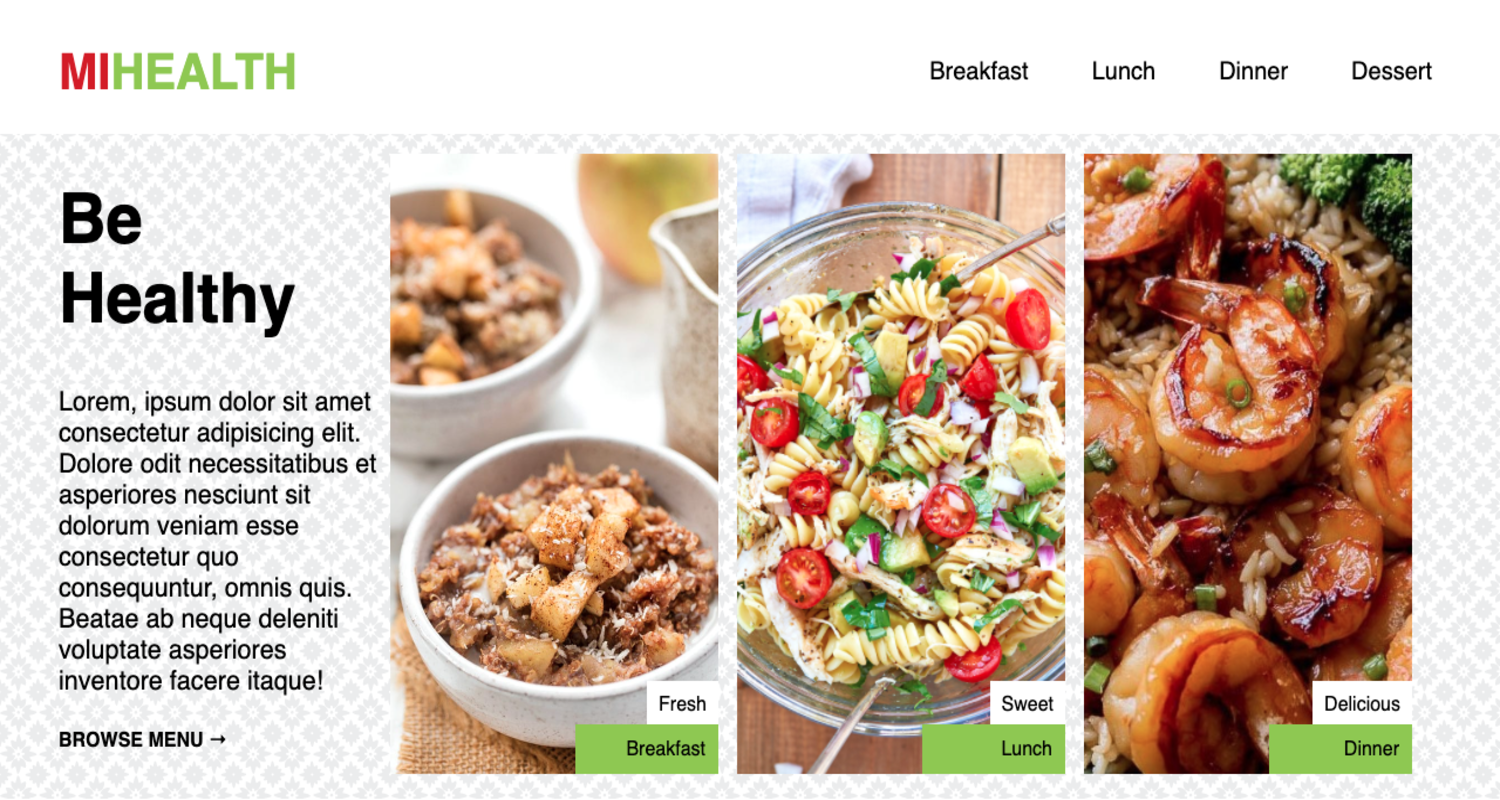 MIHEALTH
Breakfast Lunch Dinner Dessert
Be
Healthy
Lorem, ipsum dolor sit amet
consectetur adipisicing elit.
Dolore odit necessitatibus et
asperiores nesciunt sit
dolorum veniam esse
consectetur quo
consequuntur, omnis quis.
Beatae ab neque deleniti
voluptate asperiores
inventore facere itaque!
BROWSE MENU →
Fresh
Breakfast
Sweet
Lunch
Delicious
Dinner